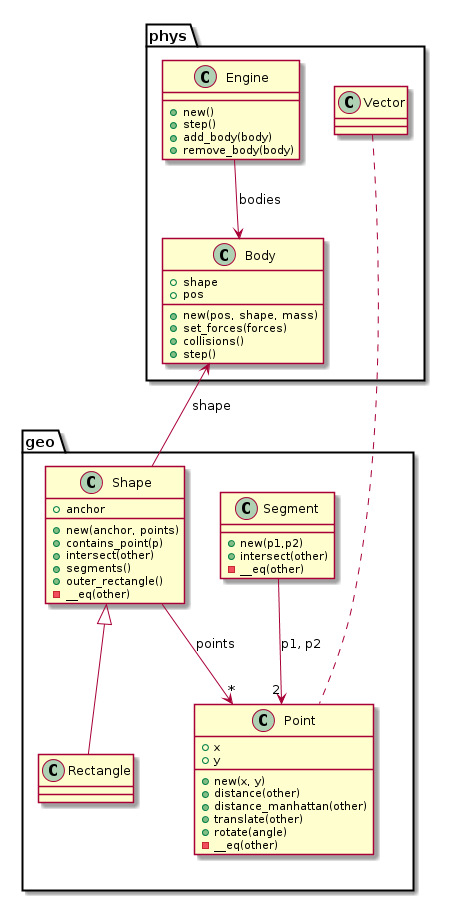 phys
C Engine
new()
step()
add_body(body)
remove_body(body)
C Vector
bodies
C Body
shape
pos
new(pos, shape, mass)
set_forces(forces)
collisions()
step()
shape
geo
C Shape
anchor
new(anchor, points)
contains_point(p)
intersect(other)
segments()
outer_rectangle()
__eq(other)
C Segment
new(p1,p2)
intersect(other)
__eq(other)
points
p1, p2
*
2
C Rectangle
C Point
x
y
new(x, y)
distance(other)
distance_manhattan(other)
translate(other)
rotate(angle)
__eq(other)